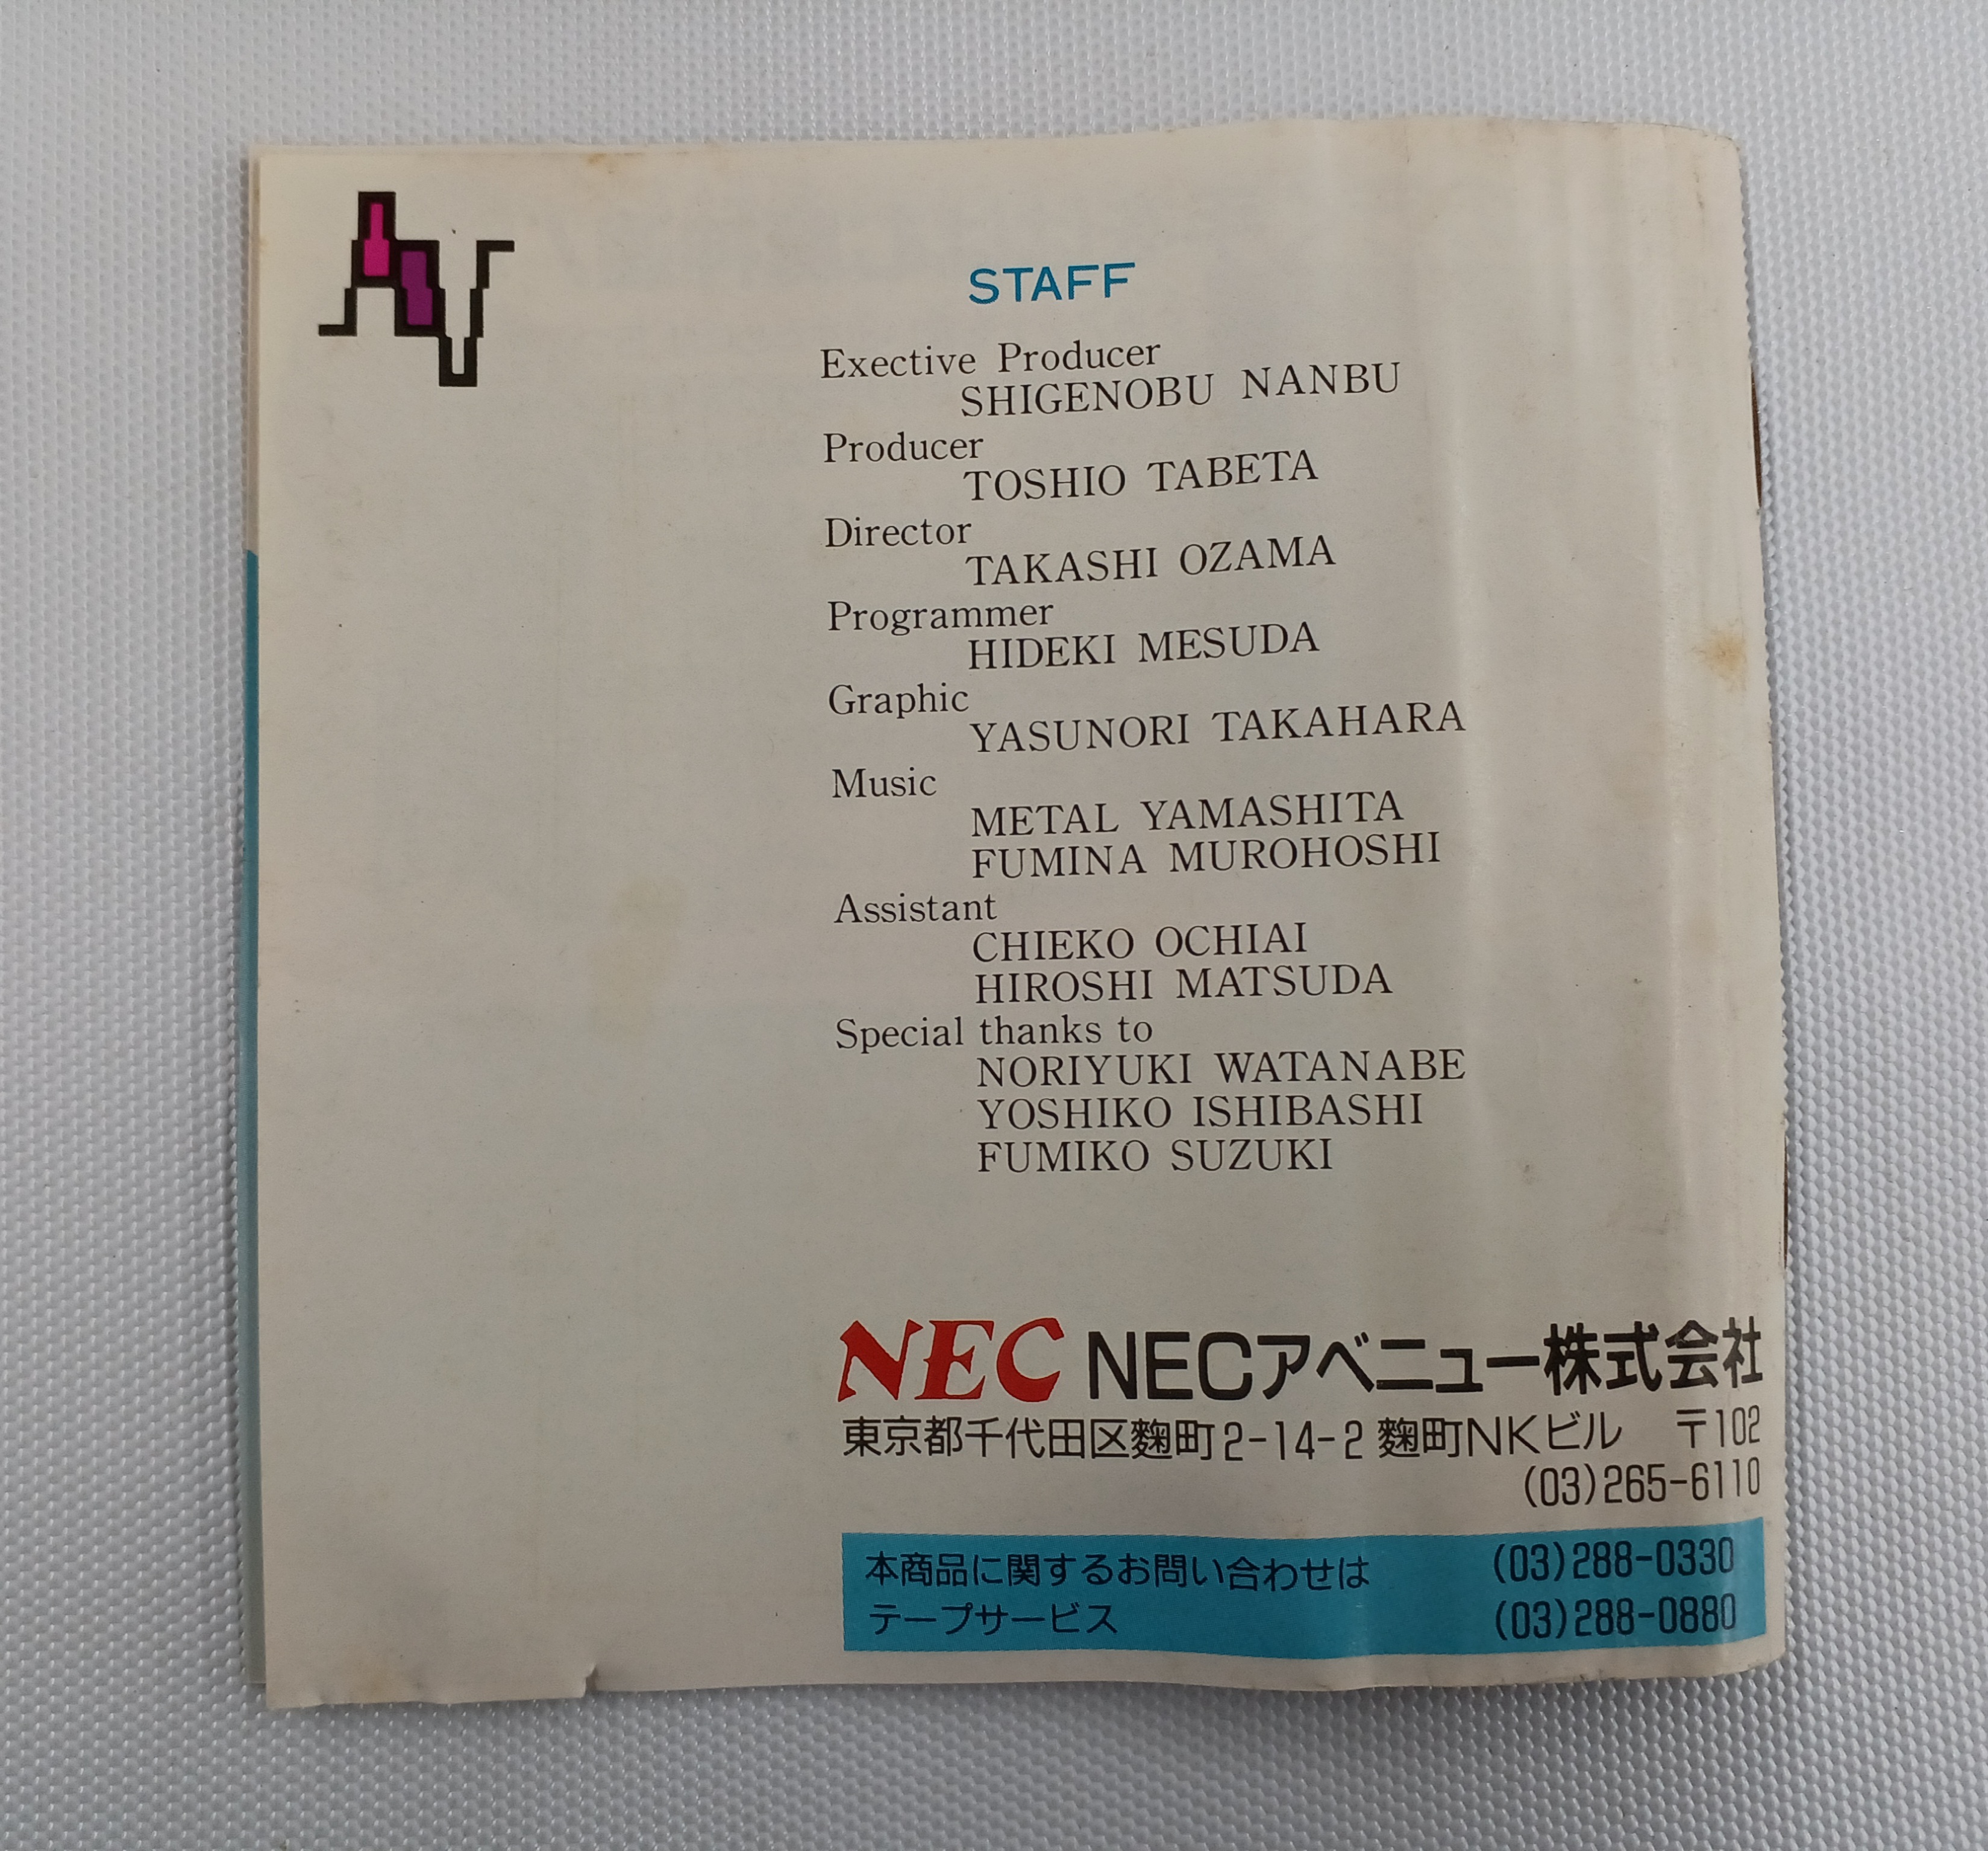 AV
STAFF
Exective Producer
SHIGENOBU NANBU
Producer
TOSHIO TABETA
Director
TAKASHI OZAMA
Programmer
HIDEKI MESUDA
Graphic
YASUNORI TAKAHARA
Music
METAL YAMASHITA
FUMINA MUROHOSHI
Assistant
CHIEKO OCHIAI
HIROSHI MATSUDA
Special thanks to
NORIYUKI WATANABE
YOSHIKO ISHIBASHI
FUMIKO SUZUKI
NEC NECアベニュー株式会社
東京都千代田区麴町2-14-2 麴町NKビル 〒102
(03)265-6110
本商品に関するお問い合わせは (03)288-0330
テープサービス (03)288-0880